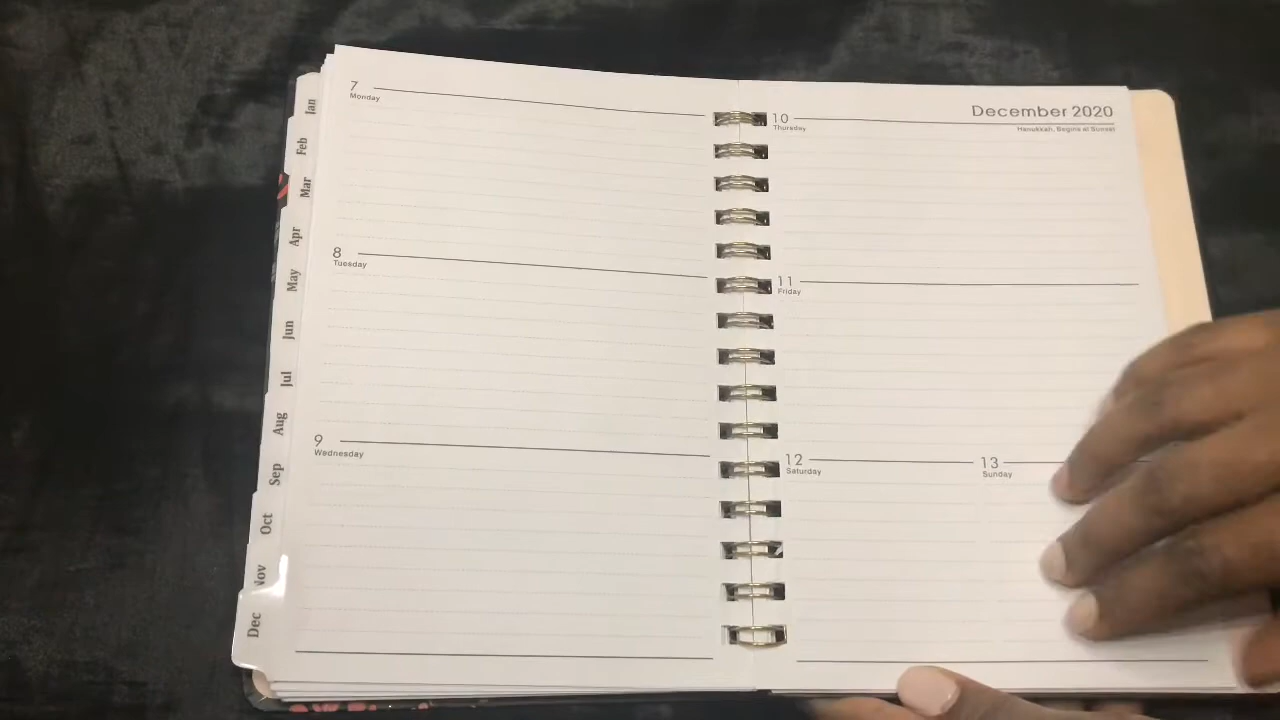 Jan
Feb
Mar
Apr
May
Jun
Jul
Aug
Sep
Oct
Nov
Dec
7
Monday
8
Tuesday
9
Wednesday
December 2020
10
Thursday
Hanukkah, Begins at Sunset
11
Friday
12
Saturday
13
Sunday